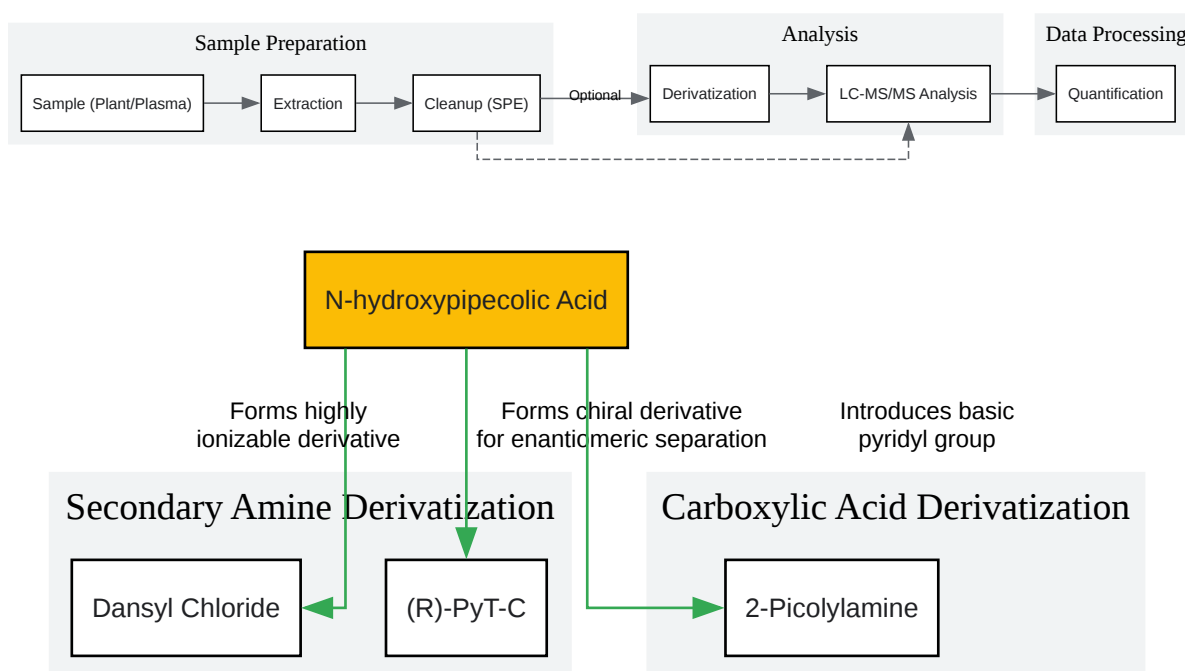 Sample Preparation
Analysis
Data Processing
Sample (Plant/Plasma)
Extraction
Cleanup (SPE)
Optional
Derivatization
LC-MS/MS Analysis
Quantification
N-hydroxypipecolic Acid
Forms highly
ionizable derivative
Forms chiral derivative
for enantiomeric separation
Introduces basic
pyridyl group
Secondary Amine Derivatization
Carboxylic Acid Derivatization
Dansyl Chloride
(R)-PyT-C
2-Picolylamine